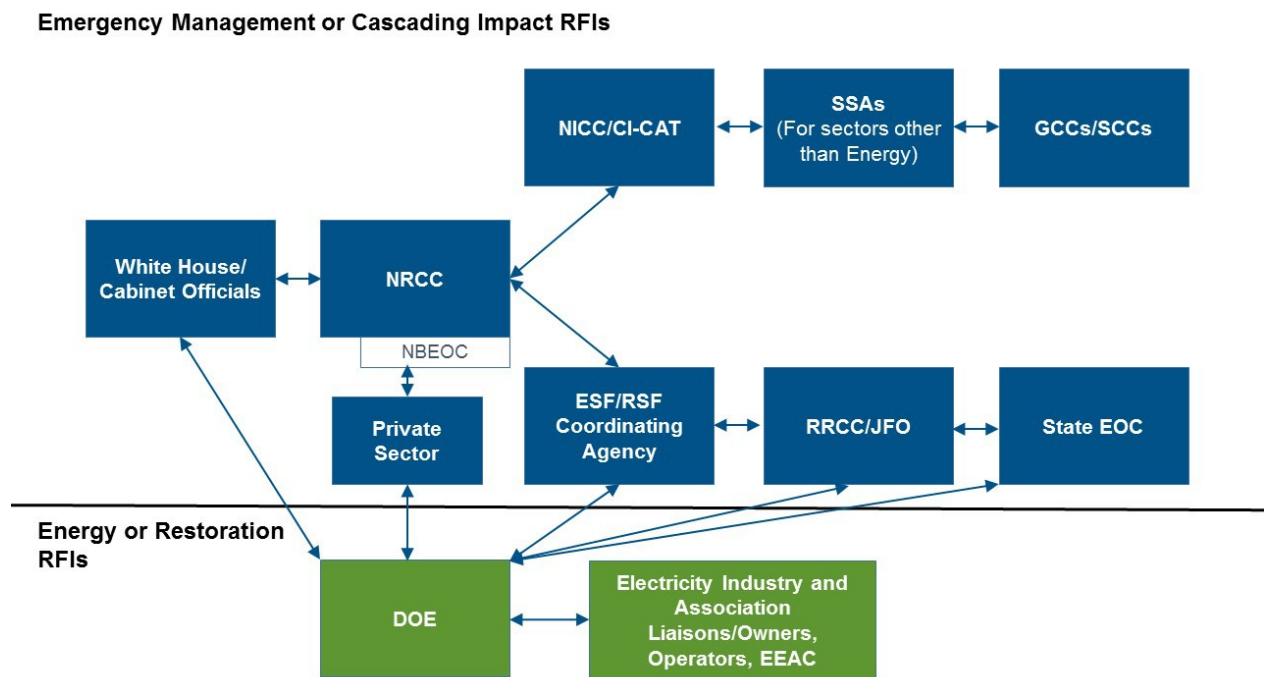 Emergency Management or Cascading Impact RFIs
NICC/CI-CAT
SSAs
(For sectors other
than Energy)
GCCs/SCCs
White House/
Cabinet Officials
NRCC
NBEOC
Private
Sector
ESF/RSF
Coordinating
Agency
RRCC/JFO
State EOC
Energy or Restoration
RFIs
DOE
Electricity Industry and
Association
Liaisons/Owners,
Operators, EEAC